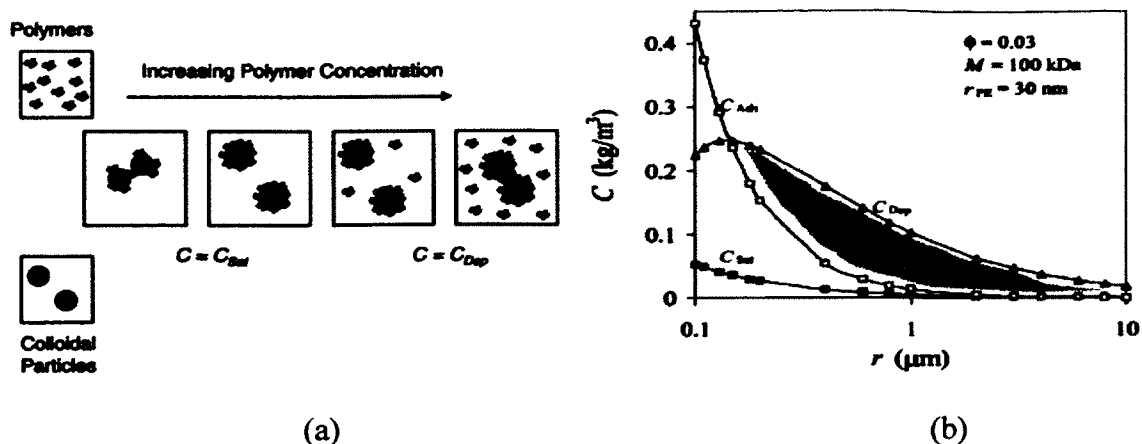 Polymers
Increasing Polymer Concentration
C = C_Sat
C = C_Dep
Colloidal
Particles
(a)
ϕ = 0.03
M = 100 kDa
r_PE = 30 nm
C_Ads
C_Dep
C_Sat
C (kg/m³)
0.4
0.3
0.2
0.1
0
0.1
1
10
r (μm)
(b)